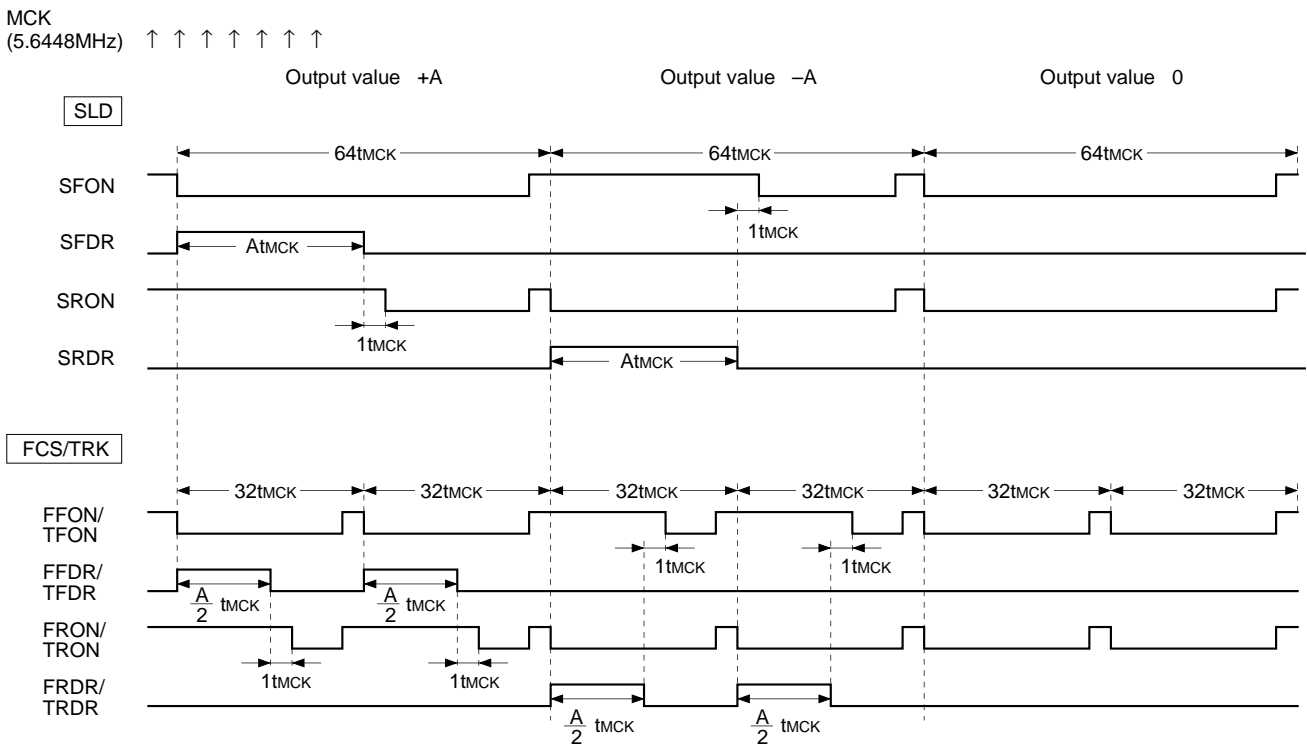 MCK
(5.6448MHz) ↑ ↑ ↑ ↑ ↑ ↑ ↑
Output value +A Output value –A Output value 0
SLD
64tMCK 64tMCK 64tMCK
SFON
1tMCK
SFDR
AtMCK
SRON
1tMCK
SRDR
AtMCK
FCS/TRK
32tMCK 32tMCK 32tMCK 32tMCK 32tMCK 32tMCK
FFON/
TFON
1tMCK 1tMCK
FFDR/
TFDR
A/2 tMCK A/2 tMCK
FRON/
TRON
1tMCK 1tMCK
FRDR/
TRDR
A/2 tMCK A/2 tMCK